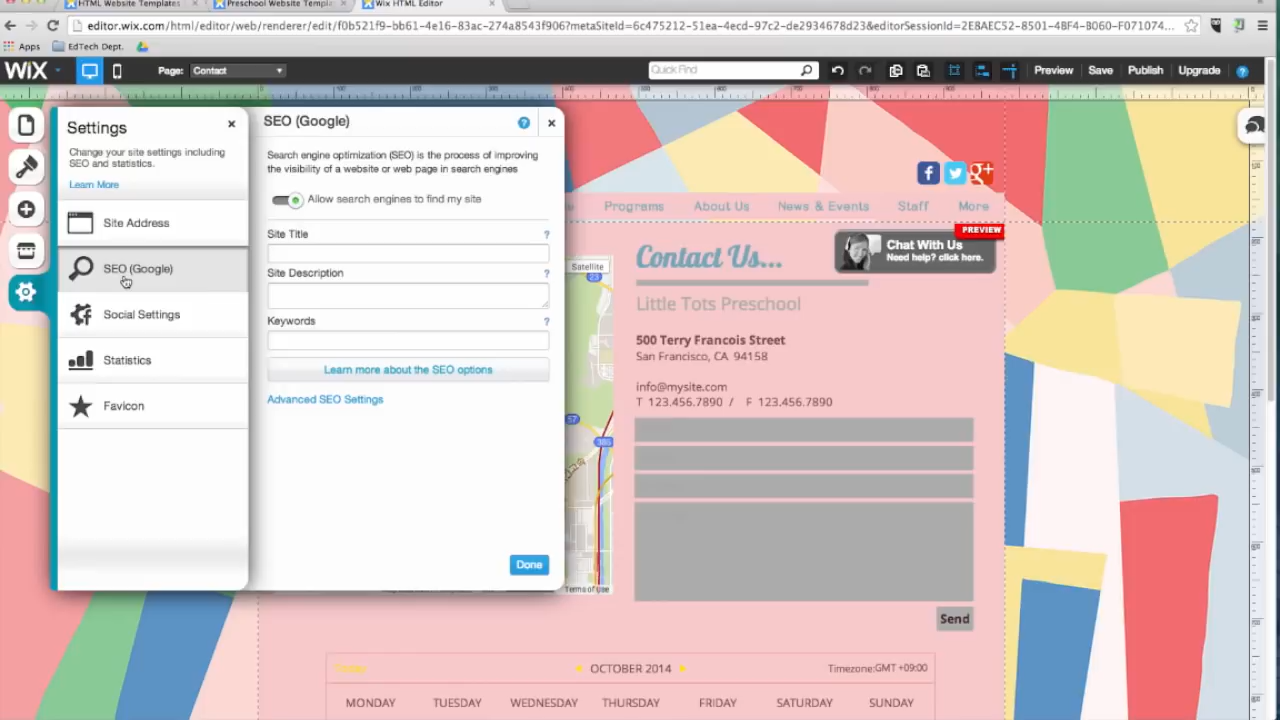 HTML Website Templates
Preschool Website Templa
Wix HTML Editor
editor.wix.com/html/editor/web/renderer/edit/f0b521f9-bb61-4e16-a83c-274a8543f906?metaSiteId=6c475212-51ea-4ecd-97c2-de2934678d23&editorSessionId=2E8AEC52-8501-4BF4-B060-F071074...
Apps EdTech Dept.
WiX Page: Contact Quick Find Preview Save Publish Upgrade
Settings
Change your site settings including
SEO and statistics.
Learn More
Site Address
SEO (Google)
Social Settings
Statistics
Favicon
SEO (Google)
Search engine optimization (SEO) is the process of improving
the visibility of a website or web page in search engines
Allow search engines to find my site
Site Title
Site Description
Keywords
Learn more about the SEO options
Advanced SEO Settings
Done
Programs About Us News & Events Staff More
PREVIEW
Chat With Us
Need help? click here.
Contact Us...
Little Tots Preschool
500 Terry Francois Street
San Francisco, CA 94158
info@mysite.com
T 123.456.7890 / F 123.456.7890
Satellite
Terms of Use
Send
OCTOBER 2014
Timezone:GMT +09:00
MONDAY TUESDAY WEDNESDAY THURSDAY FRIDAY SATURDAY SUNDAY